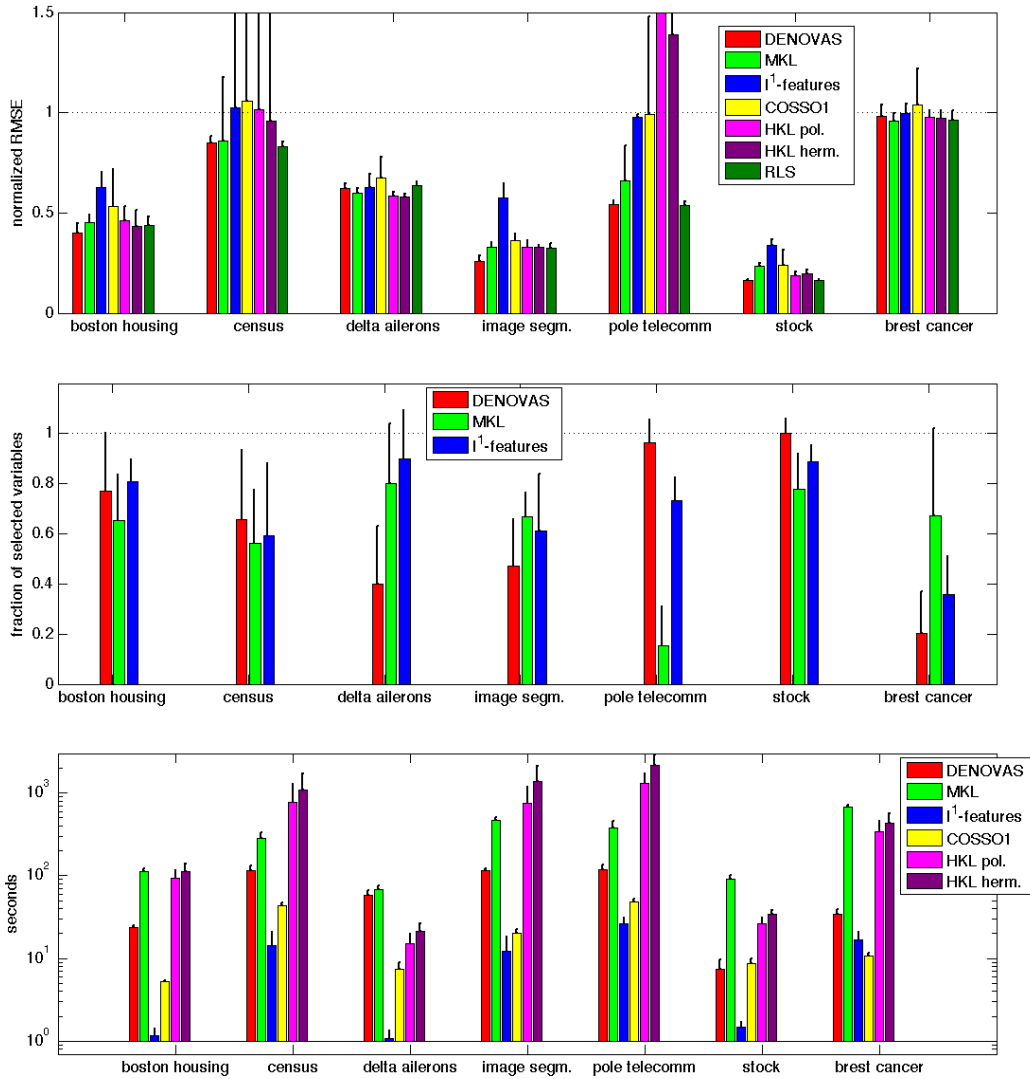 normalized RMSE
1.5
1
0.5
0
DENOVAS
MKL
l¹-features
COSSO1
HKL pol.
HKL herm.
RLS
boston housing
census
delta ailerons
image segm.
pole telecomm
stock
brest cancer
fraction of selected variables
1
0.8
0.6
0.4
0.2
0
DENOVAS
MKL
l¹-features
boston housing
census
delta ailerons
image segm.
pole telecomm
stock
brest cancer
seconds
10³
10²
10¹
10⁰
DENOVAS
MKL
l¹-features
COSSO1
HKL pol.
HKL herm.
boston housing
census
delta ailerons
image segm.
pole telecomm
stock
brest cancer